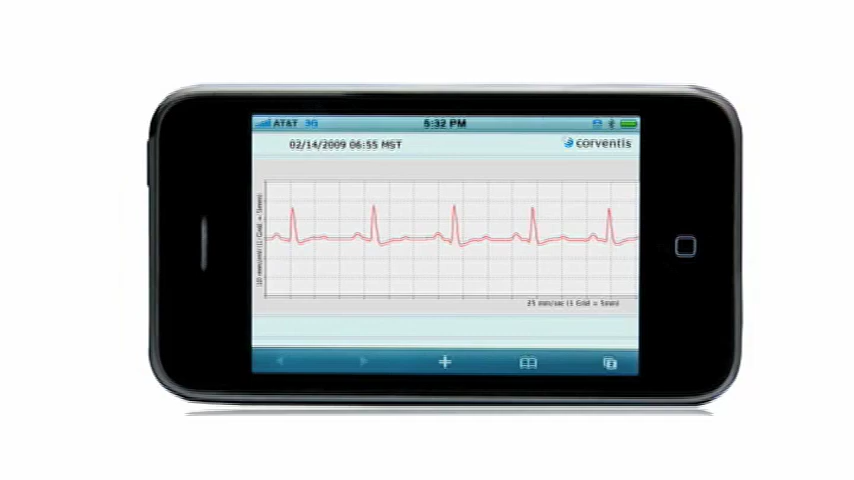 AT&T 3G 5:32 PM
02/14/2009 06:55 MST
corventis
25 mm/sec (1 Grid = 5mm)